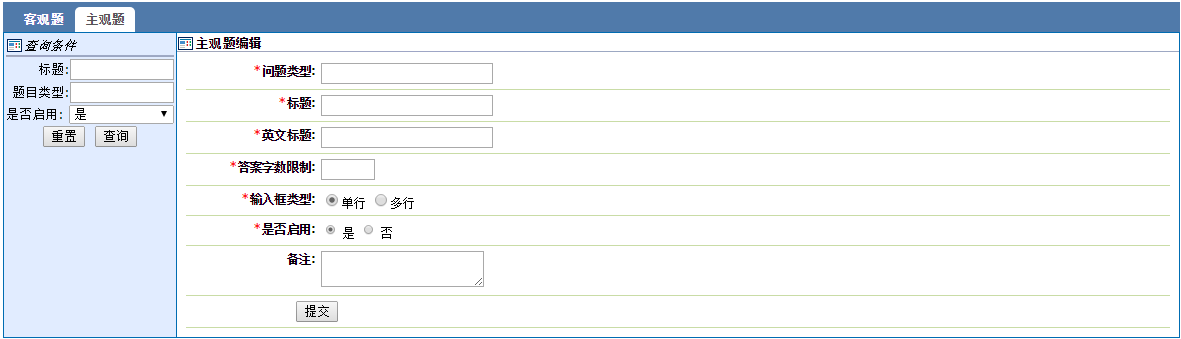 客观题 主观题
查询条件
标题:
题目类型:
是否启用: 是
重置 查询
主观题编辑
*问题类型:
*标题:
*英文标题:
*答案字数限制:
*输入框类型: 单行 多行
*是否启用: 是 否
备注:
提交